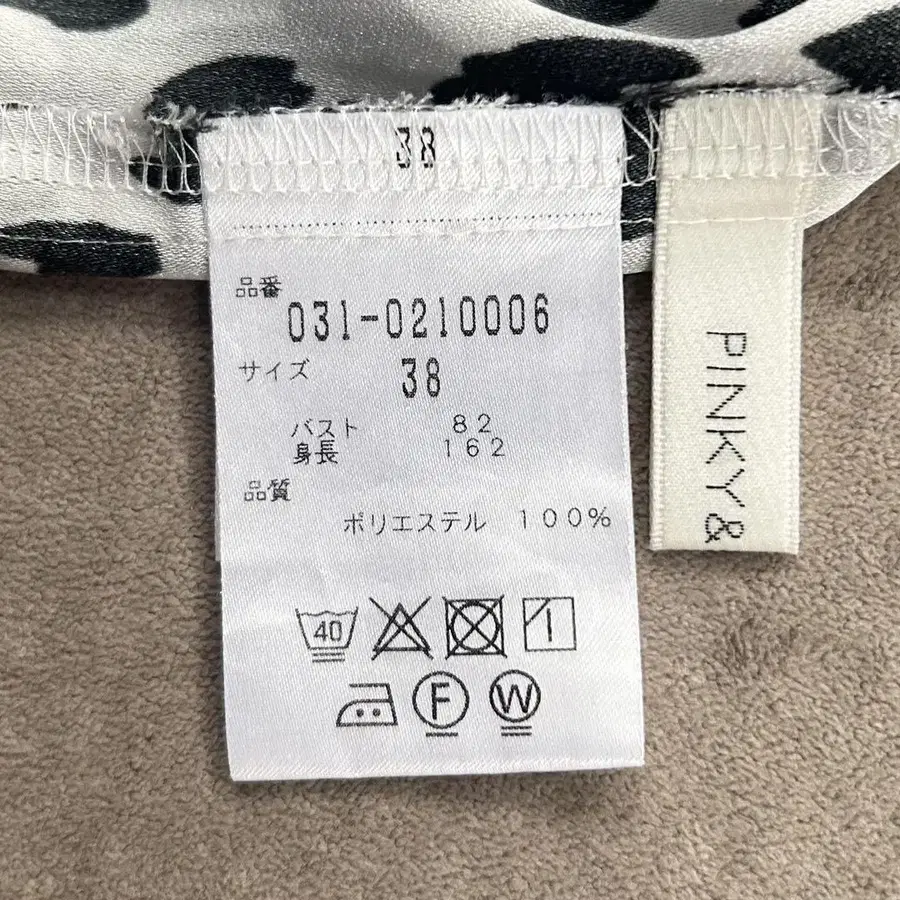 38
品番
031-0210006
サイズ
38
バスト 82
身長 162
品質
ポリエステル 100%
40
F
W
PINKY &